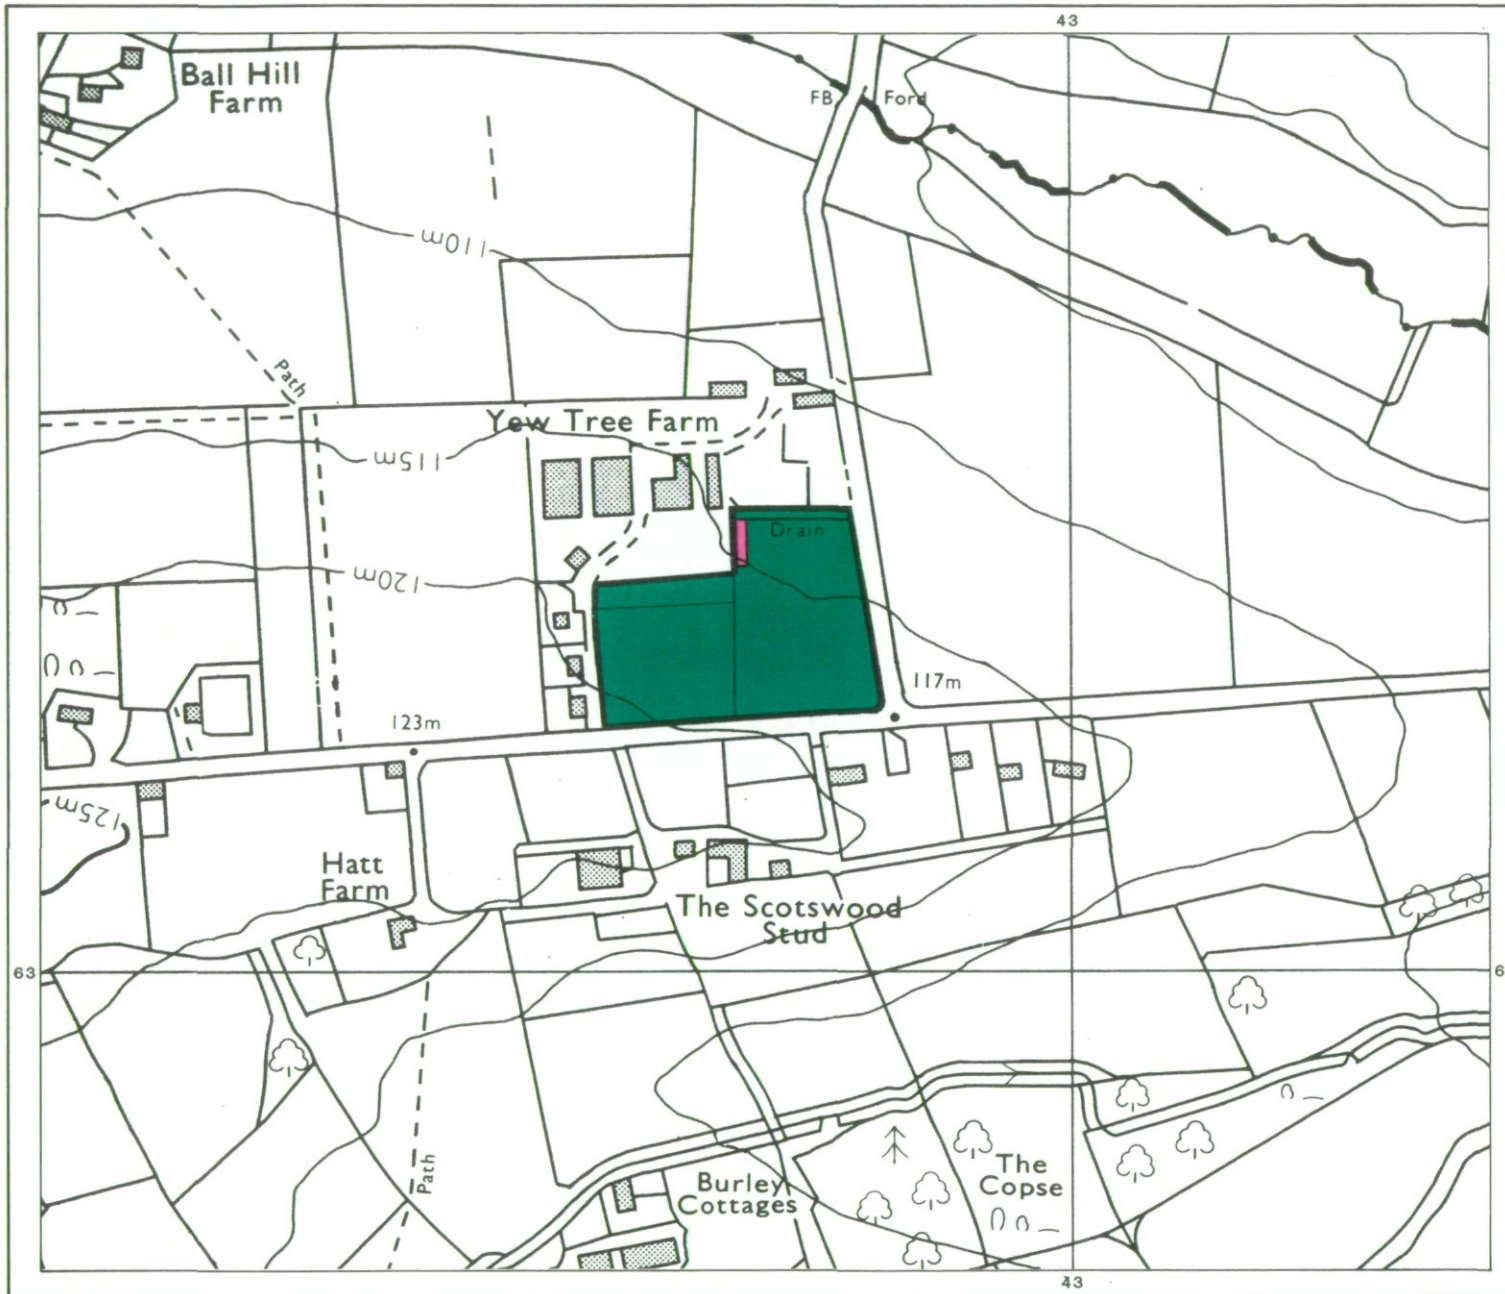 43
Ball Hill
Farm
FB
Ford
110m
Path
Yew Tree Farm
115m
Drain
120m
117m
123m
125m
Hatt
Farm
The Scotswood
Stud
63
6
Path
Burley
Cottages
The
Copse
43